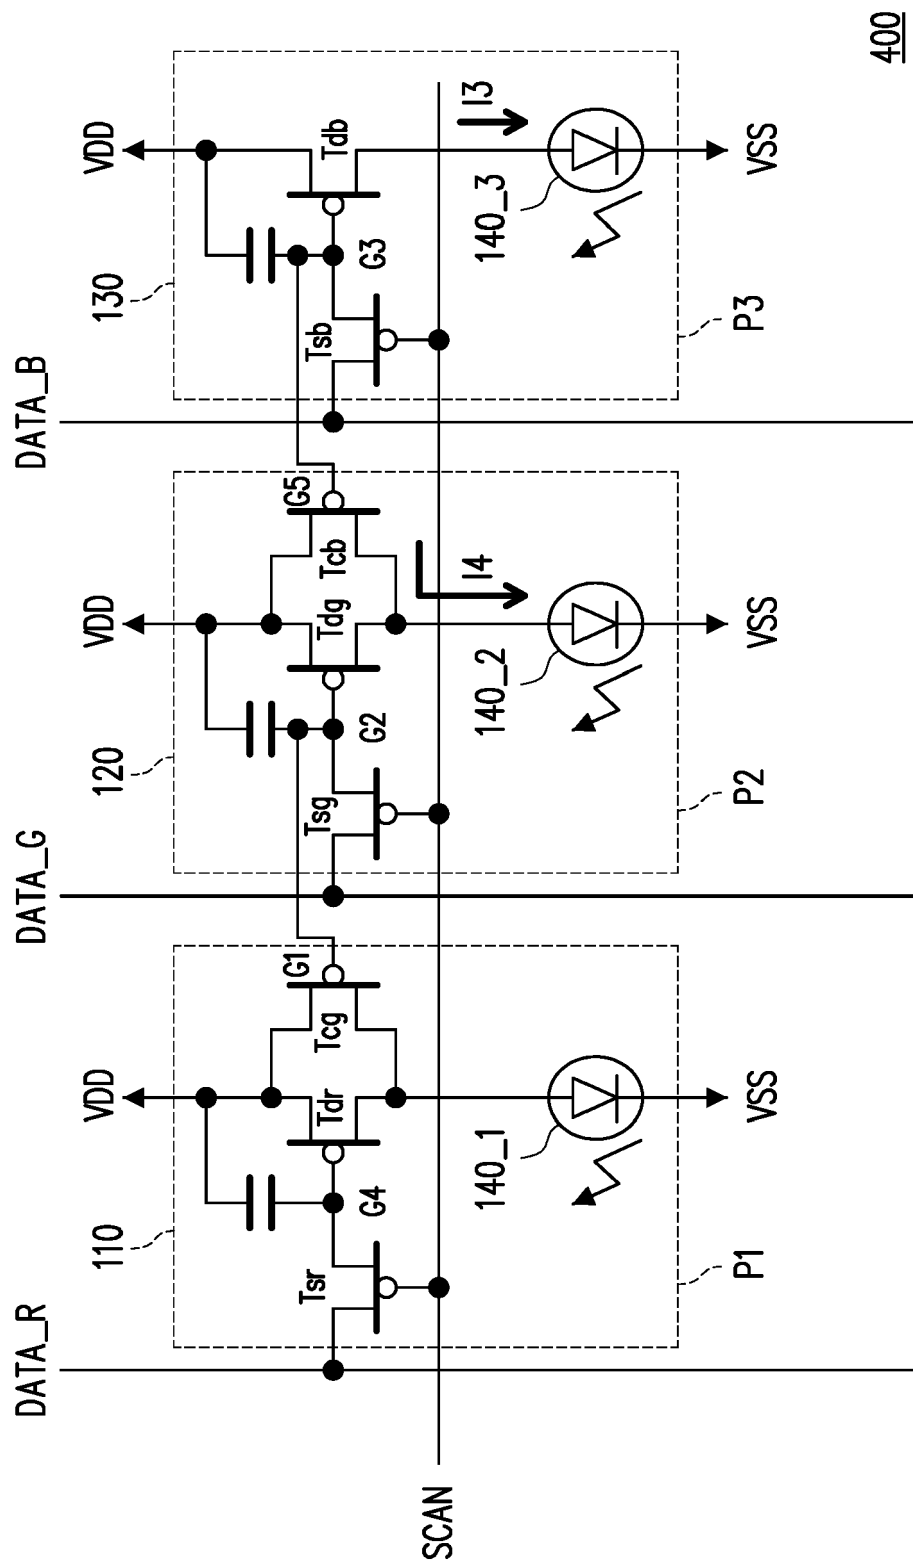 DATA_R
DATA_G
DATA_B
110
VDD
120
VDD
130
VDD
Tsr
G4
Tdr
Tcg
G1
Tsg
G2
Tdg
Tcb
G5
Tsb
G3
Tdb
SCAN
140_1
140_2
I4
140_3
I3
P1
VSS
P2
VSS
P3
VSS
400